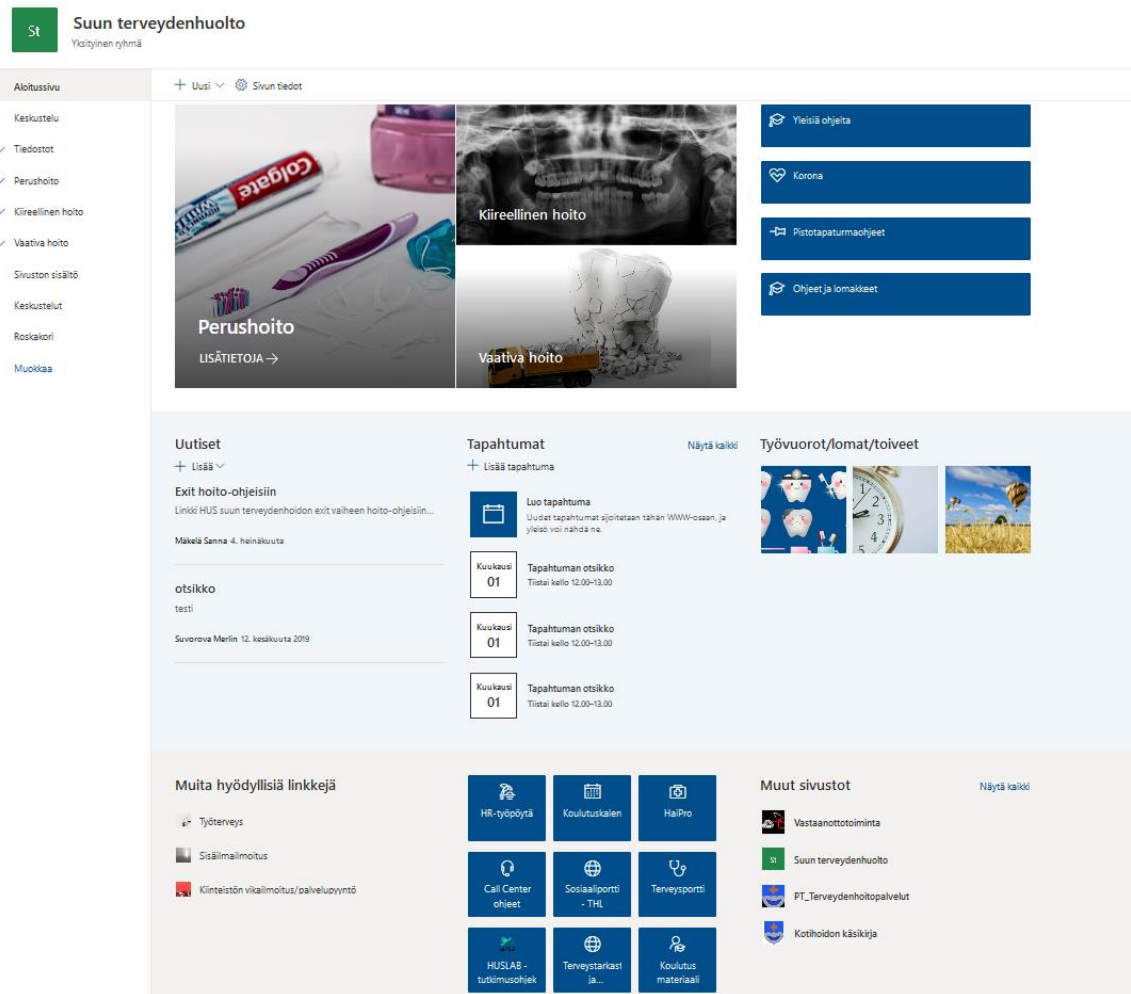 St
Suun terveydenhuolto
Yksityinen ryhmä
Aloitussivu
Keskustelu
Tiedostot
Perushoito
Kiireellinen hoito
Vaativa hoito
Sivuston sisältö
Keskustelut
Roskakori
Muokkaa
+ Uusi
Sivun tiedot
Colgate
Perushoito
LISÄTIETOJA →
Kiireellinen hoito
Vaativa hoito
Yleisiä ohjeita
Korona
Pistotapaturmaohjeet
Ohjeet ja lomakkeet
Uutiset
+ Lisää
Exit hoito-ohjeisiin
Linkki HUS suun terveydenhoidon exit vaiheen hoito-ohjeisiin...
Mäkelä Sanna 4. heinäkuuta
otsikko
testi
Suvorova Merlin 12. kesäkuuta 2019
Tapahtumat
Näytä kaikki
+ Lisää tapahtuma
Luo tapahtuma
Uudet tapahtumat sijoitetaan tähän WWW-osaan, ja
yleisö voi nähdä ne.
Kuukausi
01
Tapahtuman otsikko
Tiistai kello 12.00–13.00
Kuukausi
01
Tapahtuman otsikko
Tiistai kello 12.00–13.00
Kuukausi
01
Tapahtuman otsikko
Tiistai kello 12.00–13.00
Työvuorot/lomat/toiveet
1
2
3
4
5
Muita hyödyllisiä linkkejä
Työterveys
Sisäilmailmoitus
Kiinteistön vikailmoitus/palvelupyyntö
HR-työpöytä
Koulutuskalen
HaiPro
Call Center
ohjeet
Sosiaaliportti
- THL
Terveysportti
HUSLAB -
tutkimusohjek
Terveystarkast
ja...
Koulutus
materiaali
Muut sivustot
Näytä kaikki
Vastaanottotoiminta
St
Suun terveydenhuolto
PT_Terveydenhoitopalvelut
Kotihoidon käsikirja